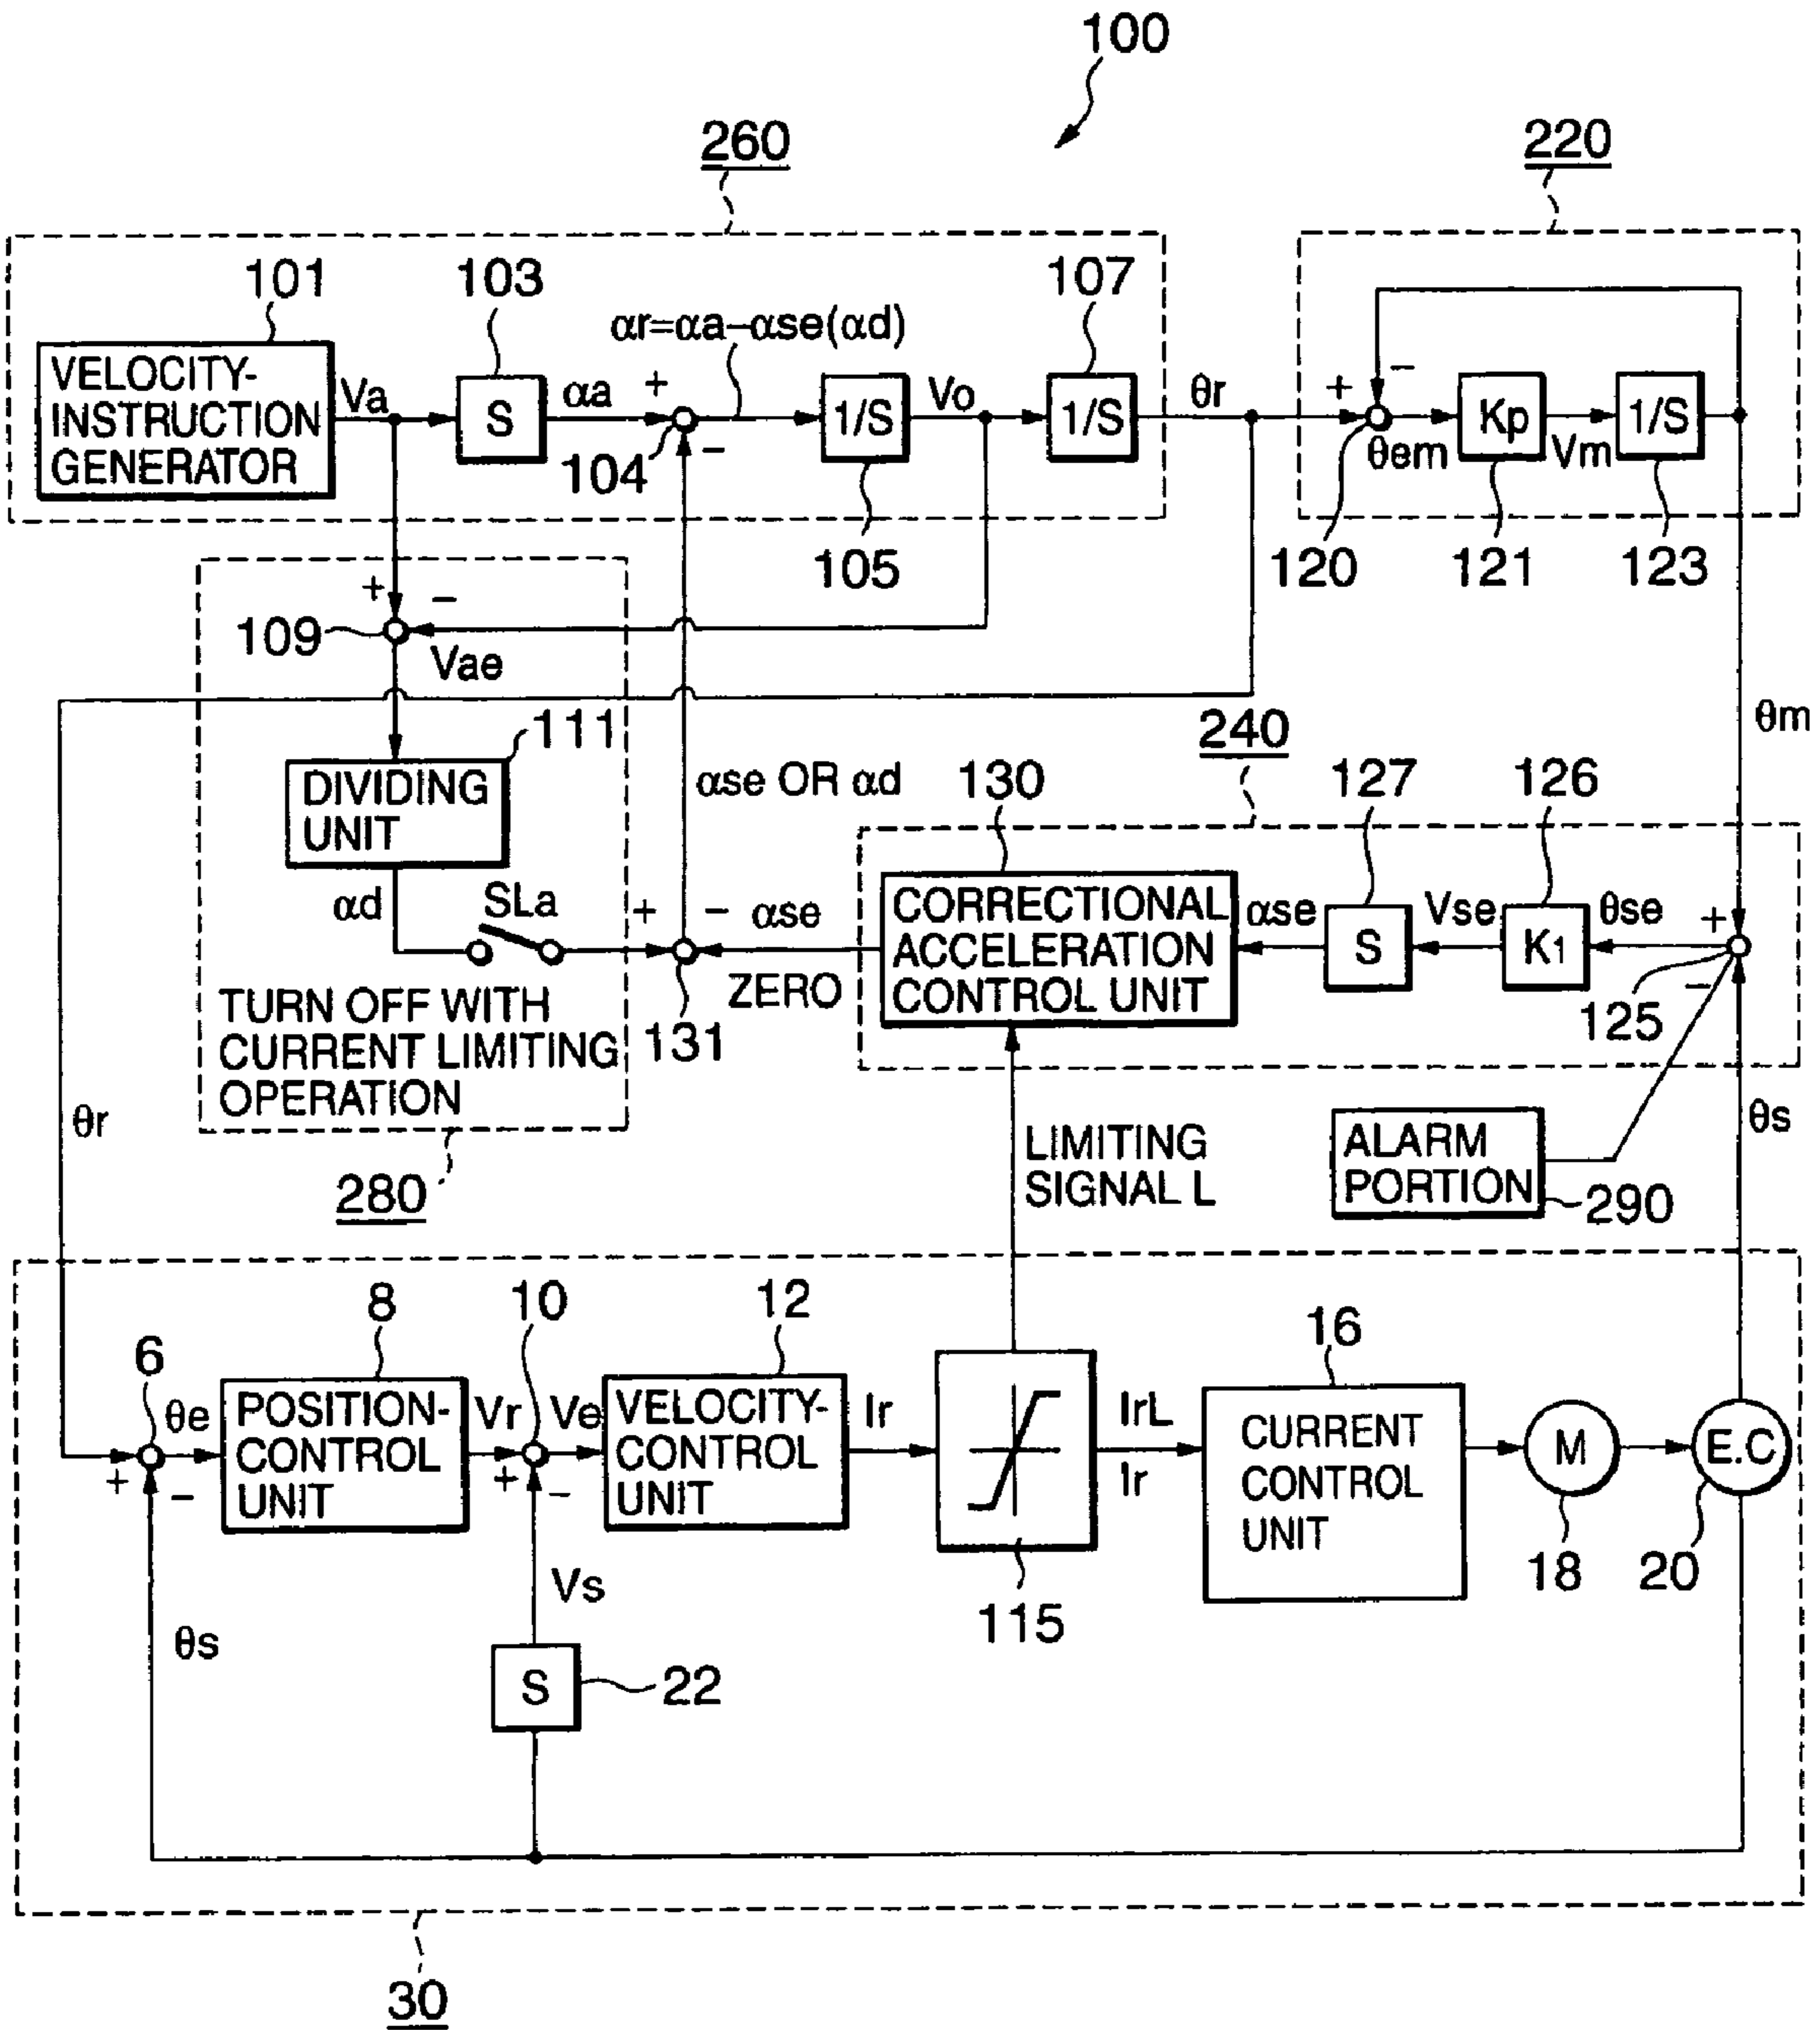 100
260
220
101
103
107
αr=αa–αse(αd)
VELOCITY-
INSTRUCTION
GENERATOR
Va
S
αa
+
104
−
1/S
Vo
1/S
θr
+
−
θem
Kp
Vm
1/S
105
120
121
123
+
−
109
Vae
θm
111
240
DIVIDING
UNIT
αse OR αd
130
127
126
αd
SLa
+
−
αse
ZERO
131
CORRECTIONAL
ACCELERATION
CONTROL UNIT
αse
S
Vse
K1
θse
+
−
125
TURN OFF WITH
CURRENT LIMITING
OPERATION
θr
280
LIMITING
SIGNAL L
ALARM
PORTION
290
θs
6
8
10
12
16
θe
+
−
POSITION-
CONTROL
UNIT
Vr
+
−
Ve
VELOCITY-
CONTROL
UNIT
Ir
IrL
Ir
CURRENT
CONTROL
UNIT
M
E.C
18
20
115
Vs
θs
S
22
30